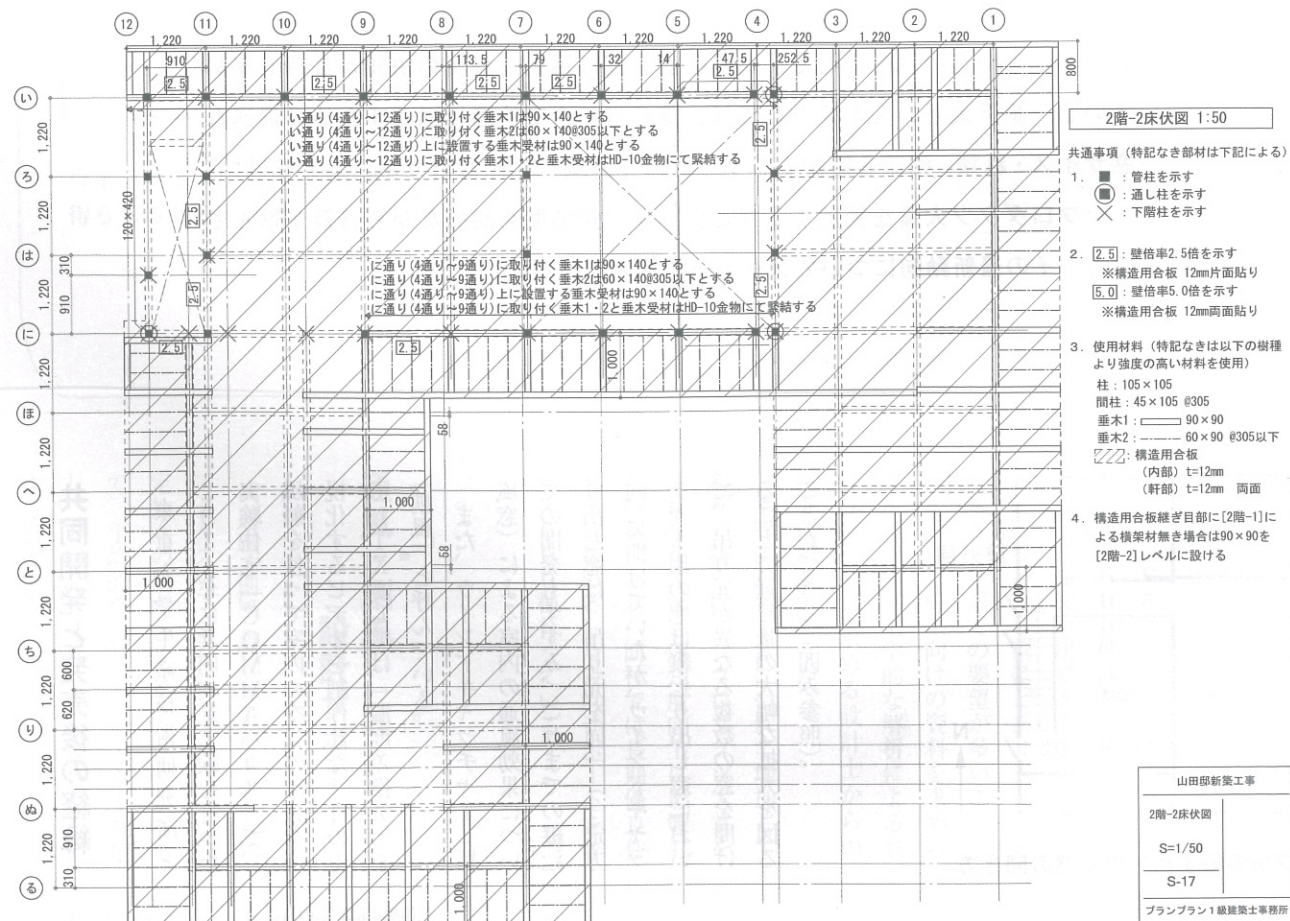 12 11 10 9 8 7 6 5 4 3 2 1
1,220 1,220 1,220 1,220 1,220 1,220 1,220 1,220 1,220 1,220 1,220
910 113.5 79 32 14 47.5 252.5
2.5 2.5 2.5 2.5 2.5
800
い
1,220
ろ
1,220
は
310
1,220
910
に
1,220
ほ
1,220
へ
1,220
と
1,220
ち
600
1,220
620
り
1,220
1,220
ぬ
910
1,220
310
る
い通り(4通り～12通り)に取り付く垂木1は90×140とする
い通り(4通り～12通り)に取り付く垂木2は60×140@305以下とする
い通り(4通り～12通り)上に設置する垂木受材は90×140とする
い通り(4通り～12通り)に取り付く垂木1・2と垂木受材はHD-10金物にて緊結する
120×420
2.5
2.5
2.5
2.5
に通り(4通り～9通り)に取り付く垂木1は90×140とする
に通り(4通り～9通り)に取り付く垂木2は60×140@305以下とする
に通り(4通り～9通り)上に設置する垂木受材は90×140とする
に通り(4通り～9通り)に取り付く垂木1・2と垂木受材はHD-10金物にて緊結する
2.5
2.5
1,000
58
1,000
58
1,000
1,000
1,000
1,000
2階-2床伏図 1:50
共通事項（特記なき部材は下記による）
1. ■ : 管柱を示す
: 通し柱を示す
× : 下階柱を示す
2. 2.5 : 壁倍率2.5倍を示す
※構造用合板 12mm片面貼り
5.0 : 壁倍率5.0倍を示す
※構造用合板 12mm両面貼り
3. 使用材料（特記なきは以下の樹種
より強度の高い材料を使用）
柱：105×105
間柱：45×105 @305
垂木1： 90×90
垂木2： 60×90 @305以下
: 構造用合板
（内部）t=12mm
（軒部）t=12mm 両面
4. 構造用合板継ぎ目部に[2階-1]に
よる横架材無き場合は90×90を
[2階-2]レベルに設ける
山田邸新築工事
2階-2床伏図
S=1/50
S-17
プランプラン1級建築士事務所